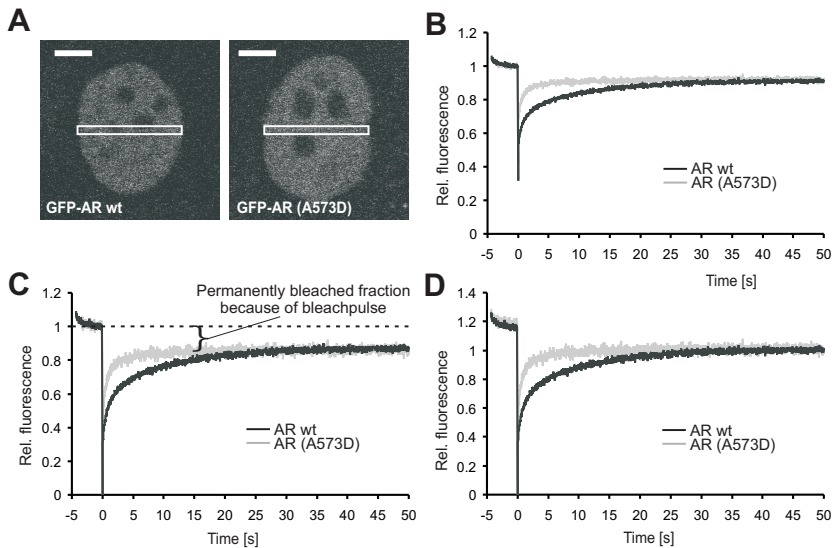 A
GFP-AR wt
GFP-AR (A573D)
B
1.2
1
0.8
0.6
0.4
0.2
0
Rel. fluorescence
AR wt
AR (A573D)
-5 0 5 10 15 20 25 30 35 40 45 50
Time [s]
C
1.2
1
0.8
0.6
0.4
0.2
0
Rel. fluorescence
Permanently bleached fraction
because of bleachpulse
AR wt
AR (A573D)
-5 0 5 10 15 20 25 30 35 40 45 50
Time [s]
D
1.4
1.2
1
0.8
0.6
0.4
0.2
0
Rel. fluorescence
AR wt
AR (A573D)
-5 0 5 10 15 20 25 30 35 40 45 50
Time [s]